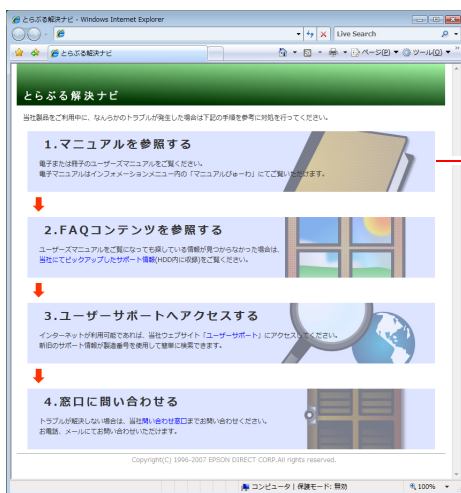 とらぶる解決ナビ - Windows Internet Explorer
Live Search
とらぶる解決ナビ
ページ(P) ツール(O)
とらぶる解決ナビ
当社製品をご利用中に、なんらかのトラブルが発生した場合は下記の手順を参考に対処を行ってください。
1.マニュアルを参照する
電子または冊子のユーザーズマニュアルをご覧ください。
電子マニュアルはインフォメーションメニュー内の「マニュアルびゅーわ」にてご覧いただけます。
2.FAQコンテンツを参照する
ユーザーズマニュアルをご覧になっても探している情報が見つからなかった場合は、
当社にてピックアップしたサポート情報(HDD内に収録)をご覧ください。
3.ユーザーサポートへアクセスする
インターネットが利用可能であれば、当社ウェブサイト「ユーザーサポート」にアクセスしてください。
新旧のサポート情報が製造番号を使用して簡単に検索できます。
4.窓口に問い合わせる
トラブルが解決しない場合は、当社問い合わせ窓口までお問い合わせください。
お電話、メールにてお問い合わせいただけます。
Copyright(C) 1996-2007 EPSON DIRECT CORP.All rights reserved.
コンピュータ | 保護モード: 無効 100%